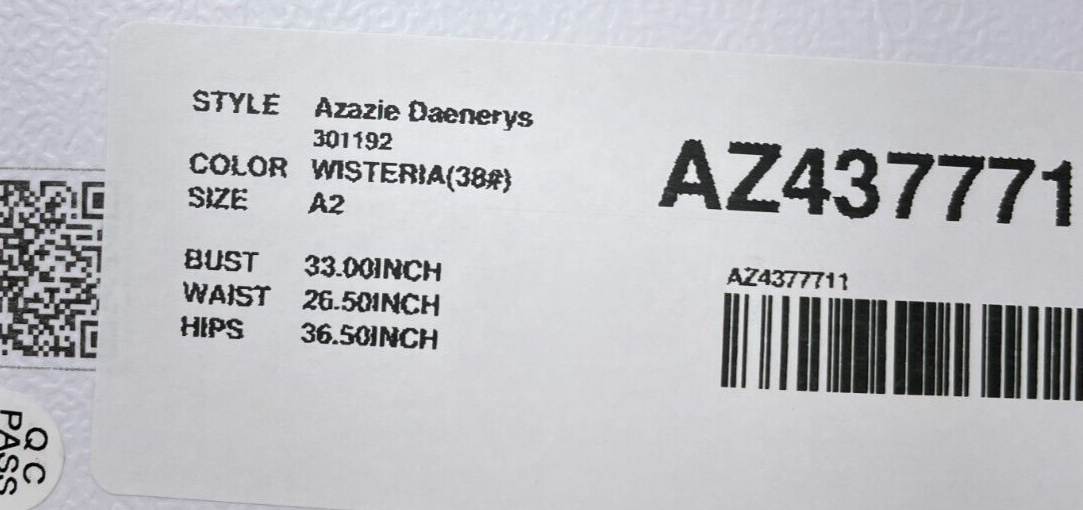 STYLE Azazie Daenerys
301192
COLOR WISTERIA(38#)
SIZE A2
BUST 33.00INCH
WAIST 26.50INCH
HIPS 36.50INCH
AZ437771
AZ4377711
QC
PASS